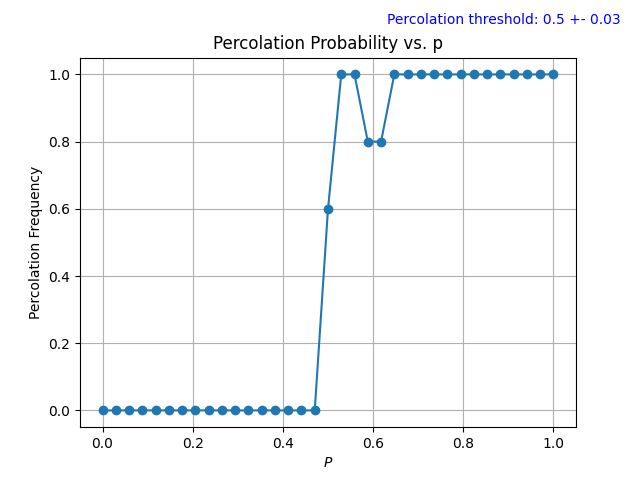 Percolation threshold: 0.5 +- 0.03
Percolation Probability vs. p
1.0
0.8
0.6
0.4
0.2
0.0
Percolation Frequency
0.0 0.2 0.4 0.6 0.8 1.0
P